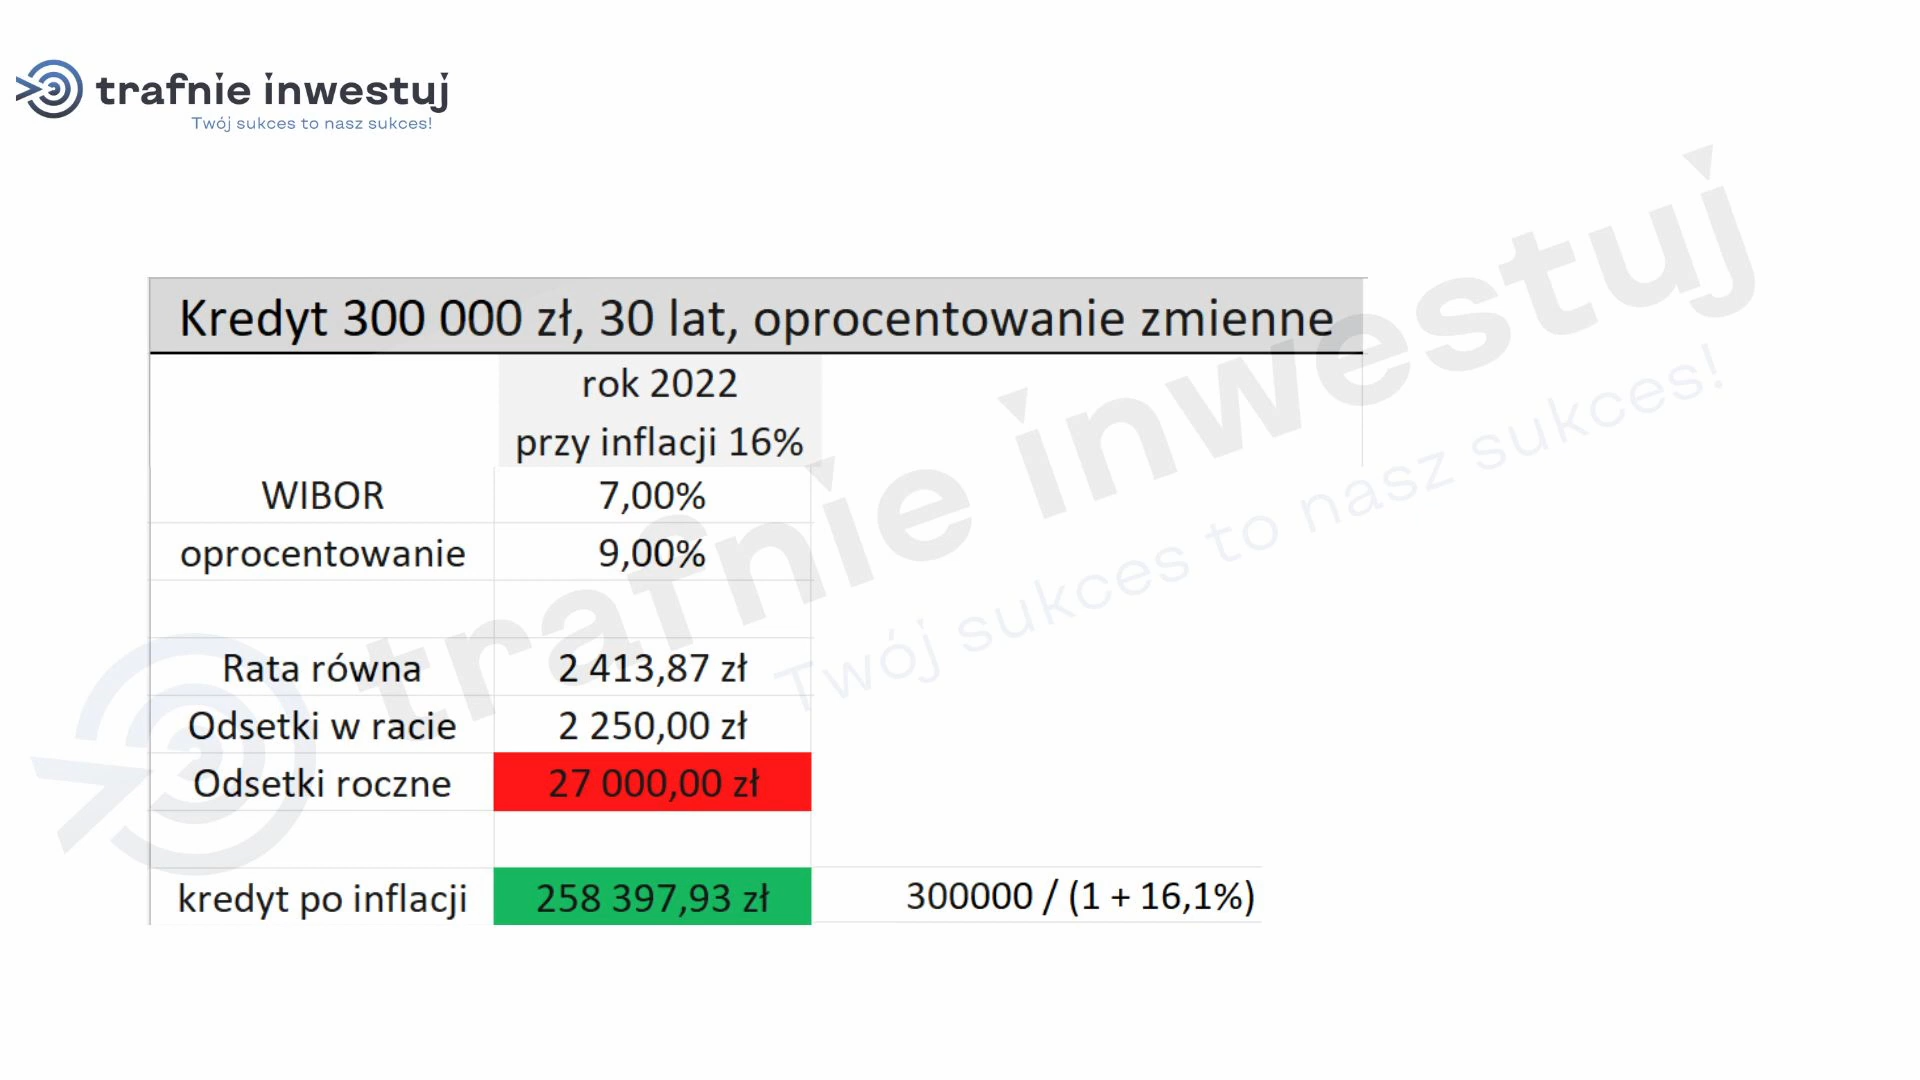 trafnie inwestuj
Twój sukces to nasz sukces!
Kredyt 300 000 zł, 30 lat, oprocentowanie zmienne
rok 2022
przy inflacji 16%
WIBOR 7,00%
oprocentowanie 9,00%
Rata równa 2 413,87 zł
Odsetki w racie 2 250,00 zł
Odsetki roczne 27 000,00 zł
kredyt po inflacji 258 397,93 zł 300000 / (1 + 16,1%)
trafnie inwestuj
Twój sukces to nasz sukces!